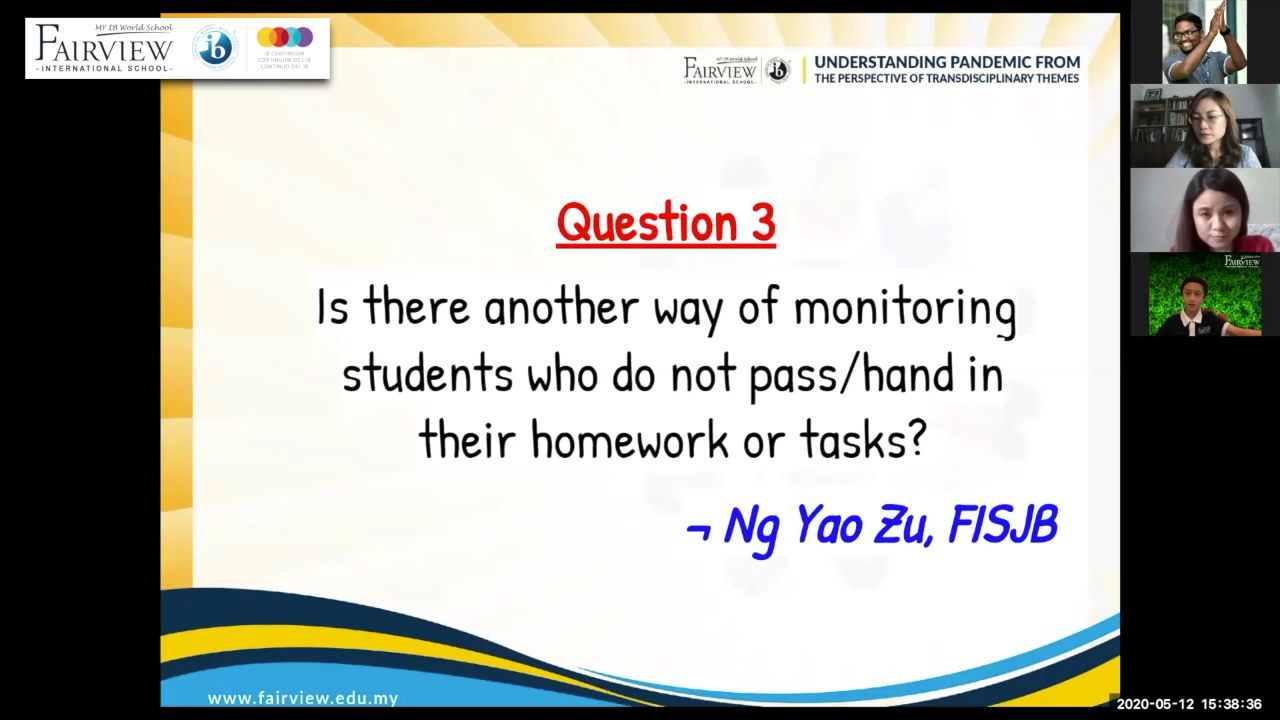 MY IB World School
FAIRVIEW
-INTERNATIONAL SCHOOL-
ib
IB CONTINUUM
CONTINUUM DE L'IB
CONTINUO DEL IB
FAIRVIEW
-INTERNATIONAL SCHOOL-
UNDERSTANDING PANDEMIC FROM
THE PERSPECTIVE OF TRANSDISCIPLINARY THEMES
Question 3
Is there another way of monitoring
students who do not pass/hand in
their homework or tasks?
¬ Ng Yao Zu, FISJB
www.fairview.edu.my
FAIRVIEW
2020-05-12 15:38:36